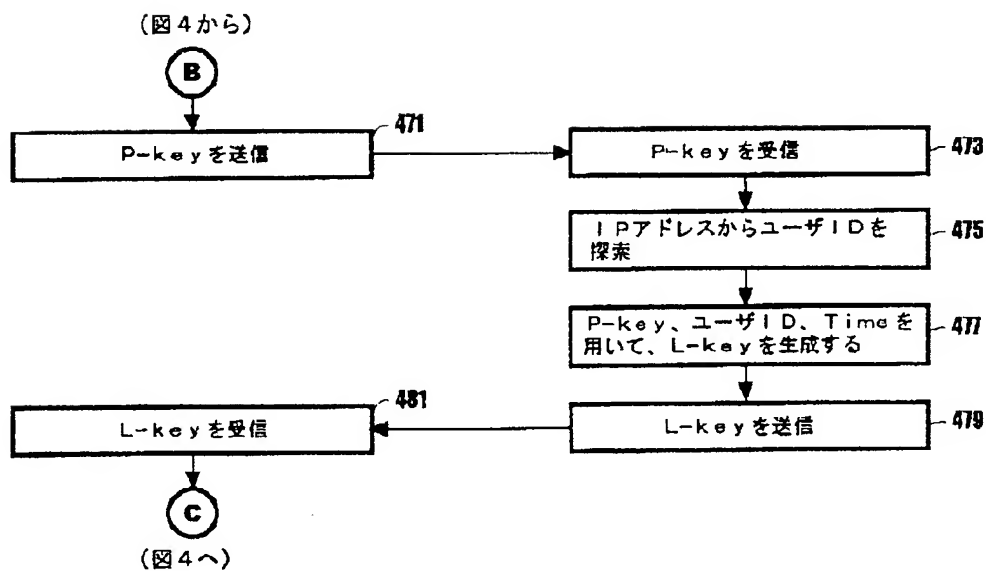 (図4から)
B
471
P-keyを送信
P-keyを受信
473
IPアドレスからユーザIDを
探索
475
P-key、ユーザID、Timeを
用いて、L-keyを生成する
477
481
L-keyを受信
L-keyを送信
479
C
(図4へ)